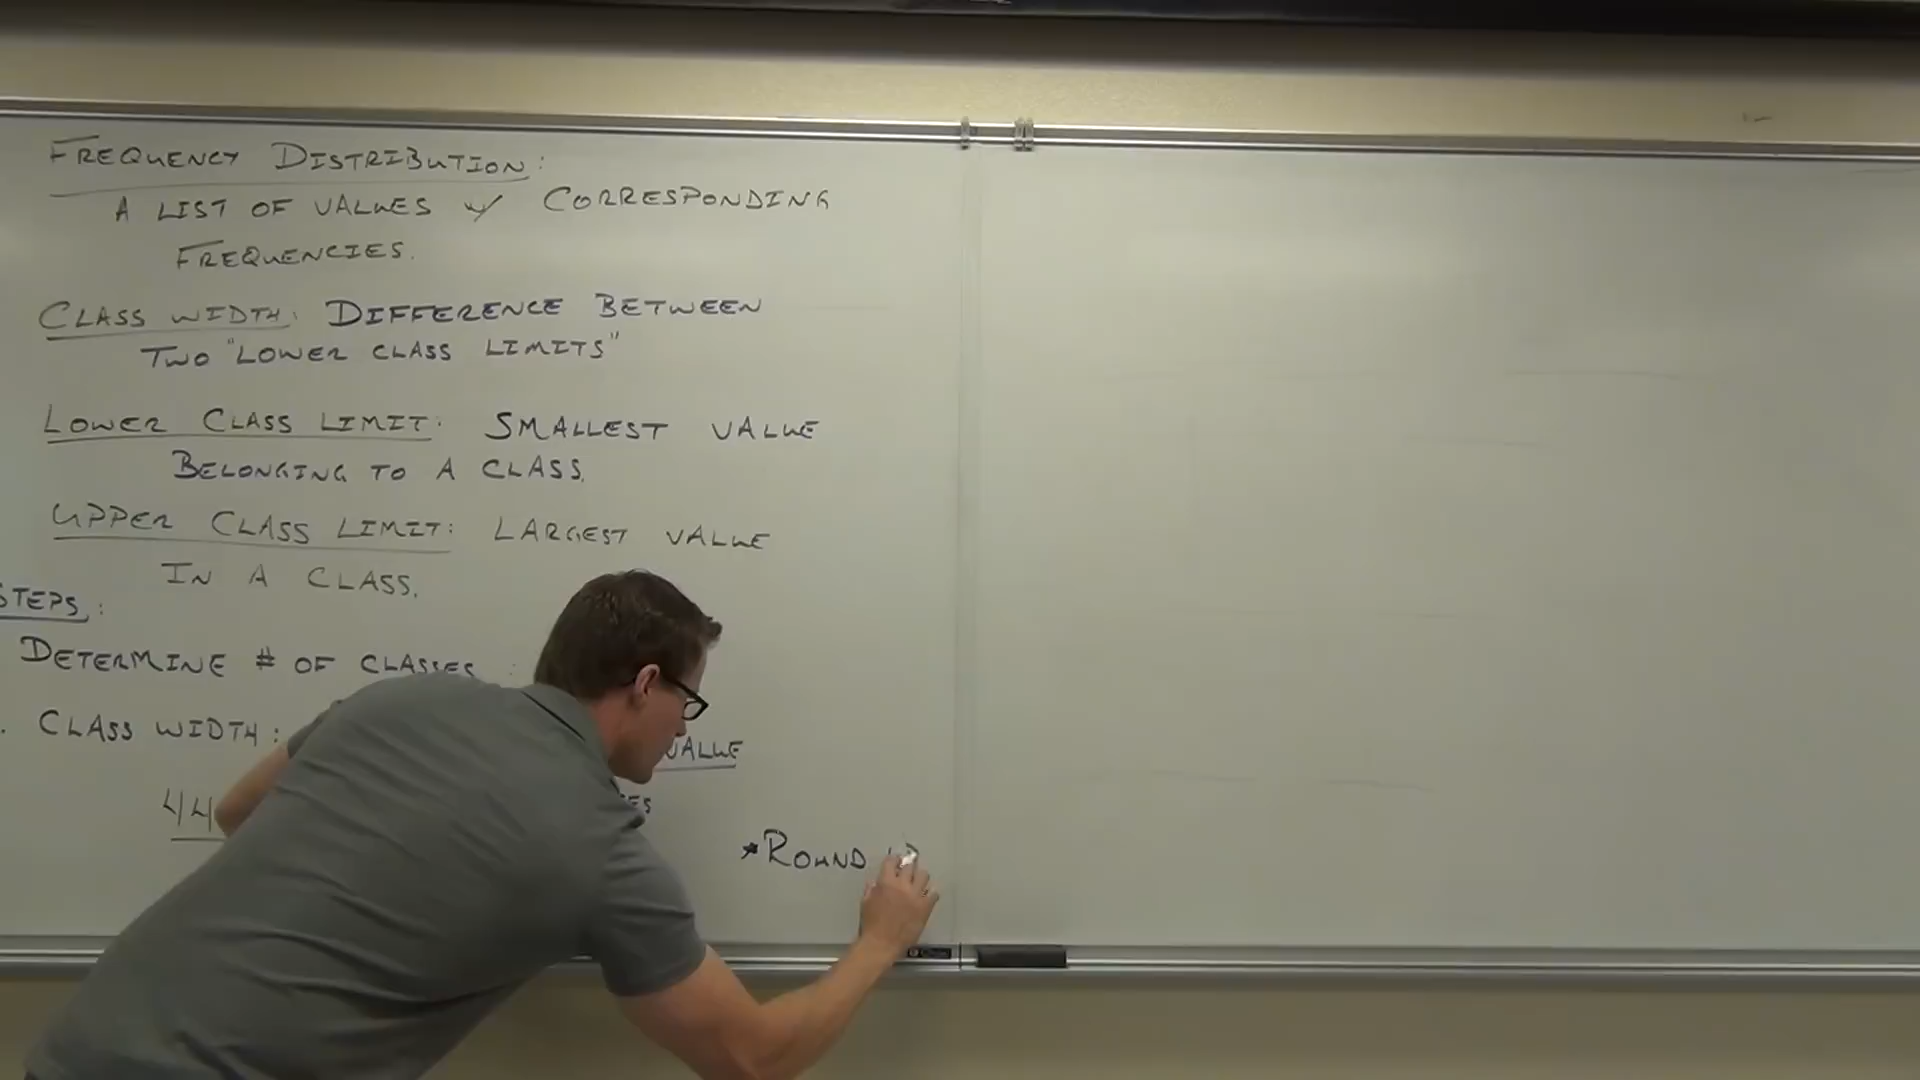 FREQUENCY DISTRIBUTION:
A LIST OF VALUES w/ CORRESPONDING
FREQUENCIES.
CLASS WIDTH: DIFFERENCE BETWEEN
TWO "LOWER CLASS LIMITS"
LOWER CLASS LIMIT: SMALLEST VALUE
BELONGING TO A CLASS.
UPPER CLASS LIMIT: LARGEST VALUE
IN A CLASS.
STEPS:
DETERMINE # OF CLASSES :
. CLASS WIDTH: VALUE
44
*ROUND